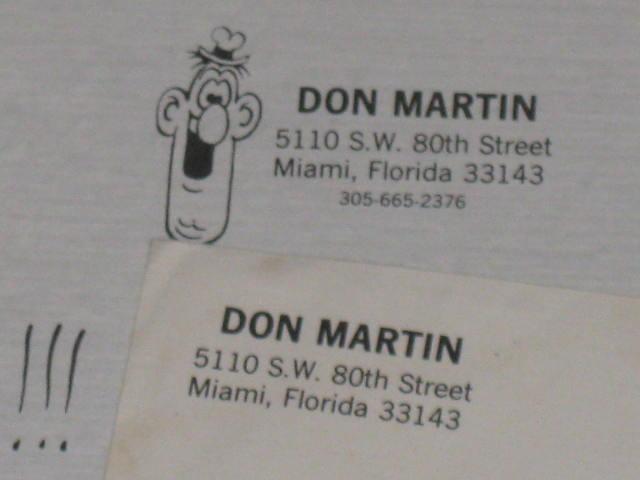 DON MARTIN
5110 S.W. 80th Street
Miami, Florida 33143
305-665-2376
DON MARTIN
5110 S.W. 80th Street
Miami, Florida 33143
!!!